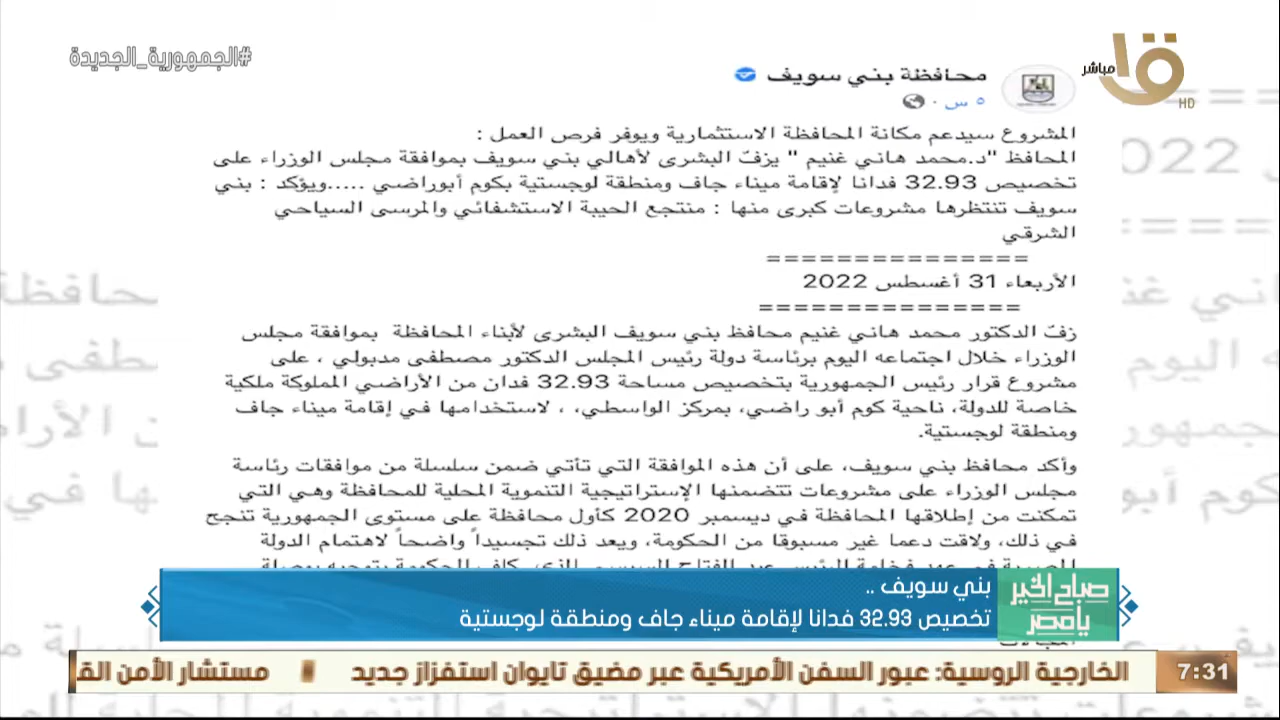 #الجمهورية_الجديدة
مباشر
HD
محافظة بني سويف
٥ س ·
المشروع سيدعم مكانة المحافظة الاستثمارية ويوفر فرص العمل :
المحافظ "د.محمد هاني غنيم " يزفّ البشرى لأهالي بني سويف بموافقة مجلس الوزراء على
تخصيص 32.93 فدانا لإقامة ميناء جاف ومنطقة لوجستية بكوم أبوراضي .....ويؤكد : بني
سويف تنتظرها مشروعات كبرى منها : منتجع الحيبة الاستشفائي والمرسى السياحي
الشرقي
===============
الأربعاء 31 أغسطس 2022
===============
زفّ الدكتور محمد هاني غنيم محافظ بني سويف البشرى لأبناء المحافظة بموافقة مجلس
الوزراء خلال اجتماعه اليوم برئاسة دولة رئيس المجلس الدكتور مصطفى مدبولي ، على
مشروع قرار رئيس الجمهورية بتخصيص مساحة 32.93 فدان من الأراضي المملوكة ملكية
خاصة للدولة، ناحية كوم أبو راضي، بمركز الواسطي، ، لاستخدامها في إقامة ميناء جاف
ومنطقة لوجستية.
وأكد محافظ بني سويف، على أن هذه الموافقة التي تأتي ضمن سلسلة من موافقات رئاسة
مجلس الوزراء على مشروعات تتضمنها الإستراتيجية التنموية المحلية للمحافظة وهي التي
تمكنت من إطلاقها المحافظة في ديسمبر 2020 كأول محافظة على مستوى الجمهورية تنجح
في ذلك، ولاقت دعما غير مسبوقا من الحكومة، ويعد ذلك تجسيداً واضحاً لاهتمام الدولة
صباح الخير يا مصر
بني سويف ..
تخصيص 32.93 فدانا لإقامة ميناء جاف ومنطقة لوجستية
7:31
الخارجية الروسية: عبور السفن الأمريكية عبر مضيق تايوان استفزاز جديد
مستشار الأمن